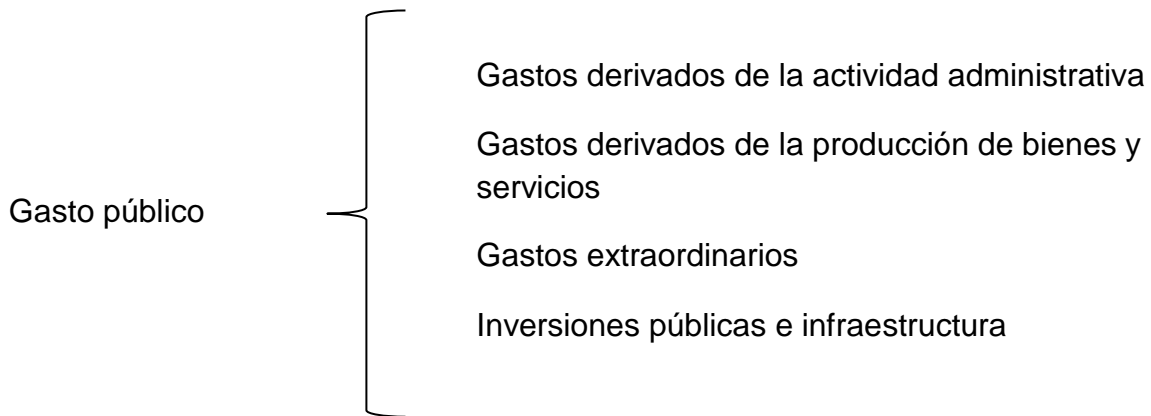 Gasto público
Gastos derivados de la actividad administrativa
Gastos derivados de la producción de bienes y
servicios
Gastos extraordinarios
Inversiones públicas e infraestructura